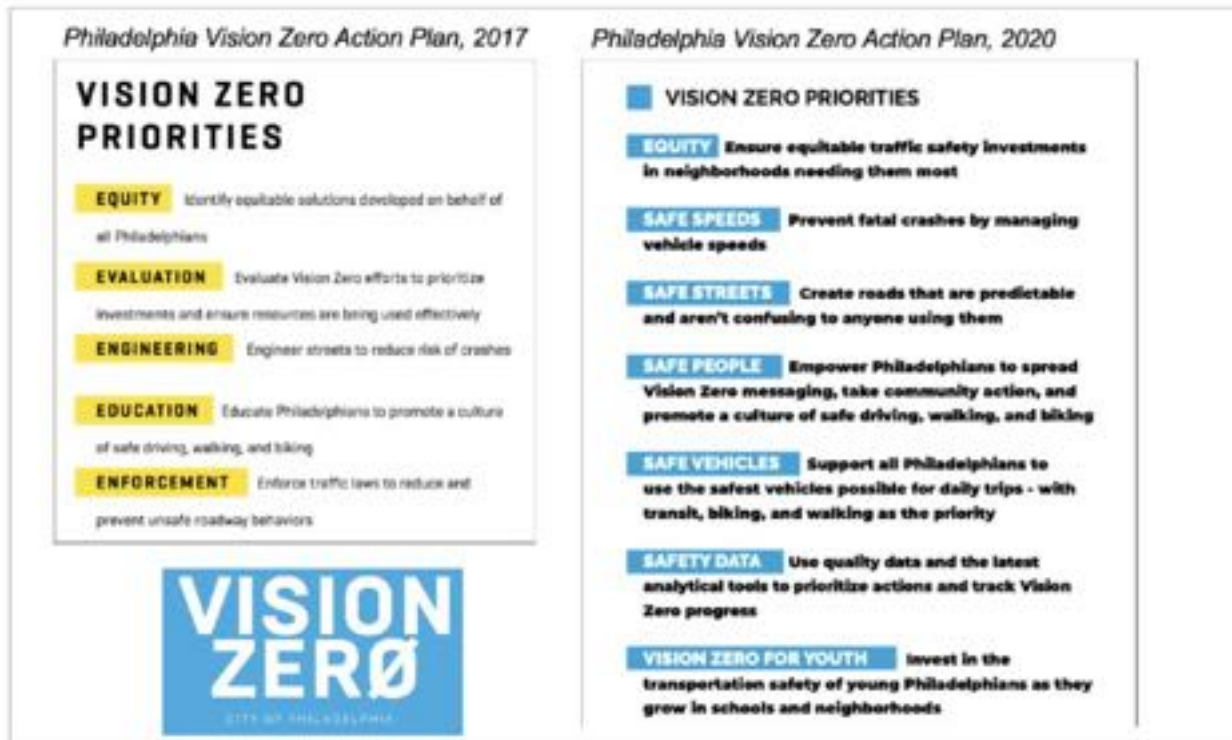 Philadelphia Vision Zero Action Plan, 2017
VISION ZERO
PRIORITIES
EQUITY Identify equitable solutions developed on behalf of
all Philadelphians
EVALUATION Evaluate Vision Zero efforts to prioritize
investments and ensure resources are being used effectively
ENGINEERING Engineer streets to reduce risk of crashes
EDUCATION Educate Philadelphians to promote a culture
of safe driving, walking, and biking
ENFORCEMENT Enforce traffic laws to reduce and
prevent unsafe roadway behaviors
VISION
ZERØ
CITY OF PHILADELPHIA
Philadelphia Vision Zero Action Plan, 2020
VISION ZERO PRIORITIES
EQUITY Ensure equitable traffic safety investments
in neighborhoods needing them most
SAFE SPEEDS Prevent fatal crashes by managing
vehicle speeds
SAFE STREETS Create roads that are predictable
and aren't confusing to anyone using them
SAFE PEOPLE Empower Philadelphians to spread
Vision Zero messaging, take community action, and
promote a culture of safe driving, walking, and biking
SAFE VEHICLES Support all Philadelphians to
use the safest vehicles possible for daily trips - with
transit, biking, and walking as the priority
SAFETY DATA Use quality data and the latest
analytical tools to prioritize actions and track Vision
Zero progress
VISION ZERO FOR YOUTH Invest in the
transportation safety of young Philadelphians as they
grow in schools and neighborhoods